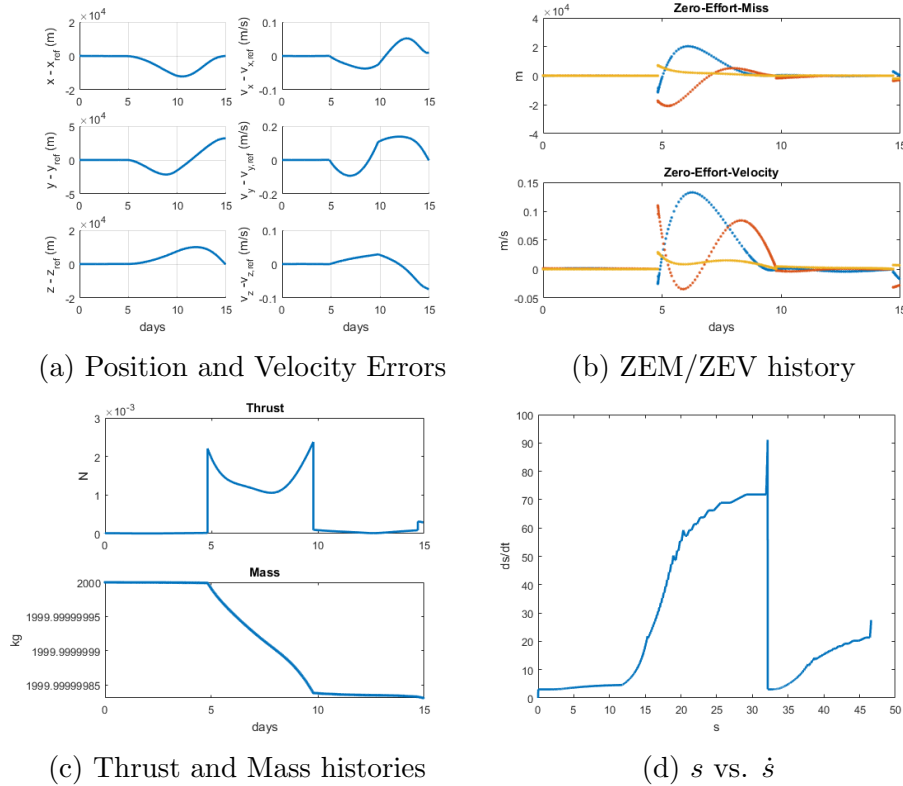 ×10⁴
2
0
-2
x - x_ref (m)
0 5 10 15
0.1
0
-0.1
v_x - v_x,ref (m/s)
0 5 10 15
×10⁴
5
0
-5
y - y_ref (m)
0 5 10 15
0.2
0
-0.2
v_y - v_y,ref (m/s)
0 5 10 15
×10⁴
2
0
-2
z - z_ref (m)
0 5 10 15
days
0.1
0
-0.1
v_z -v_z,ref (m/s)
0 5 10 15
days
(a) Position and Velocity Errors
Zero-Effort-Miss
×10⁴
4
2
0
-2
-4
m
0 5 10 15
Zero-Effort-Velocity
0.15
0.1
0.05
0
-0.05
m/s
0 5 10 15
(b) ZEM/ZEV history
Thrust
×10⁻³
3
2
1
0
N
0 5 10 15
Mass
2000
1999.99999995
1999.9999999
1999.99999985
kg
0 5 10 15
days
(c) Thrust and Mass histories
100
90
80
70
60
50
40
30
20
10
0
ds/dt
0 5 10 15 20 25 30 35 40 45 50
s
(d) s vs. ṡ